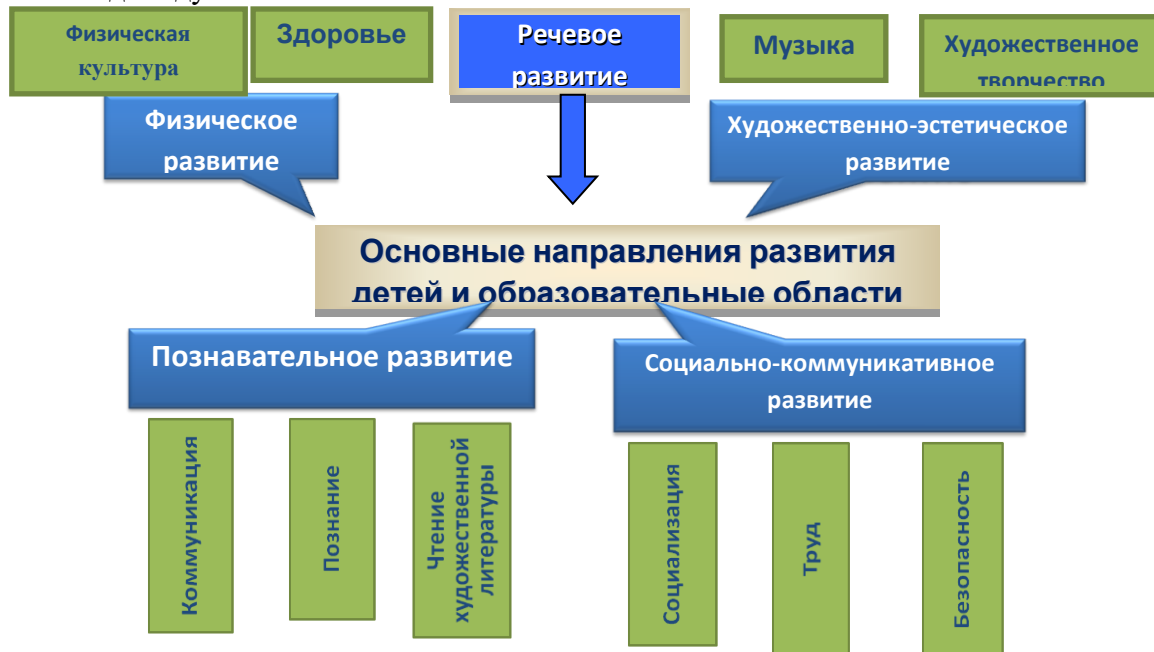 Физическая
культура
Здоровье
Речевое
развитие
Музыка
Художественное
творчество
Физическое
развитие
Художественно-эстетическое
развитие
Основные направления развития
детей и образовательные области
Познавательное развитие
Социально-коммуникативное
развитие
Коммуникация
Познание
Чтение
художественной
литературы
Социализация
Труд
Безопасность